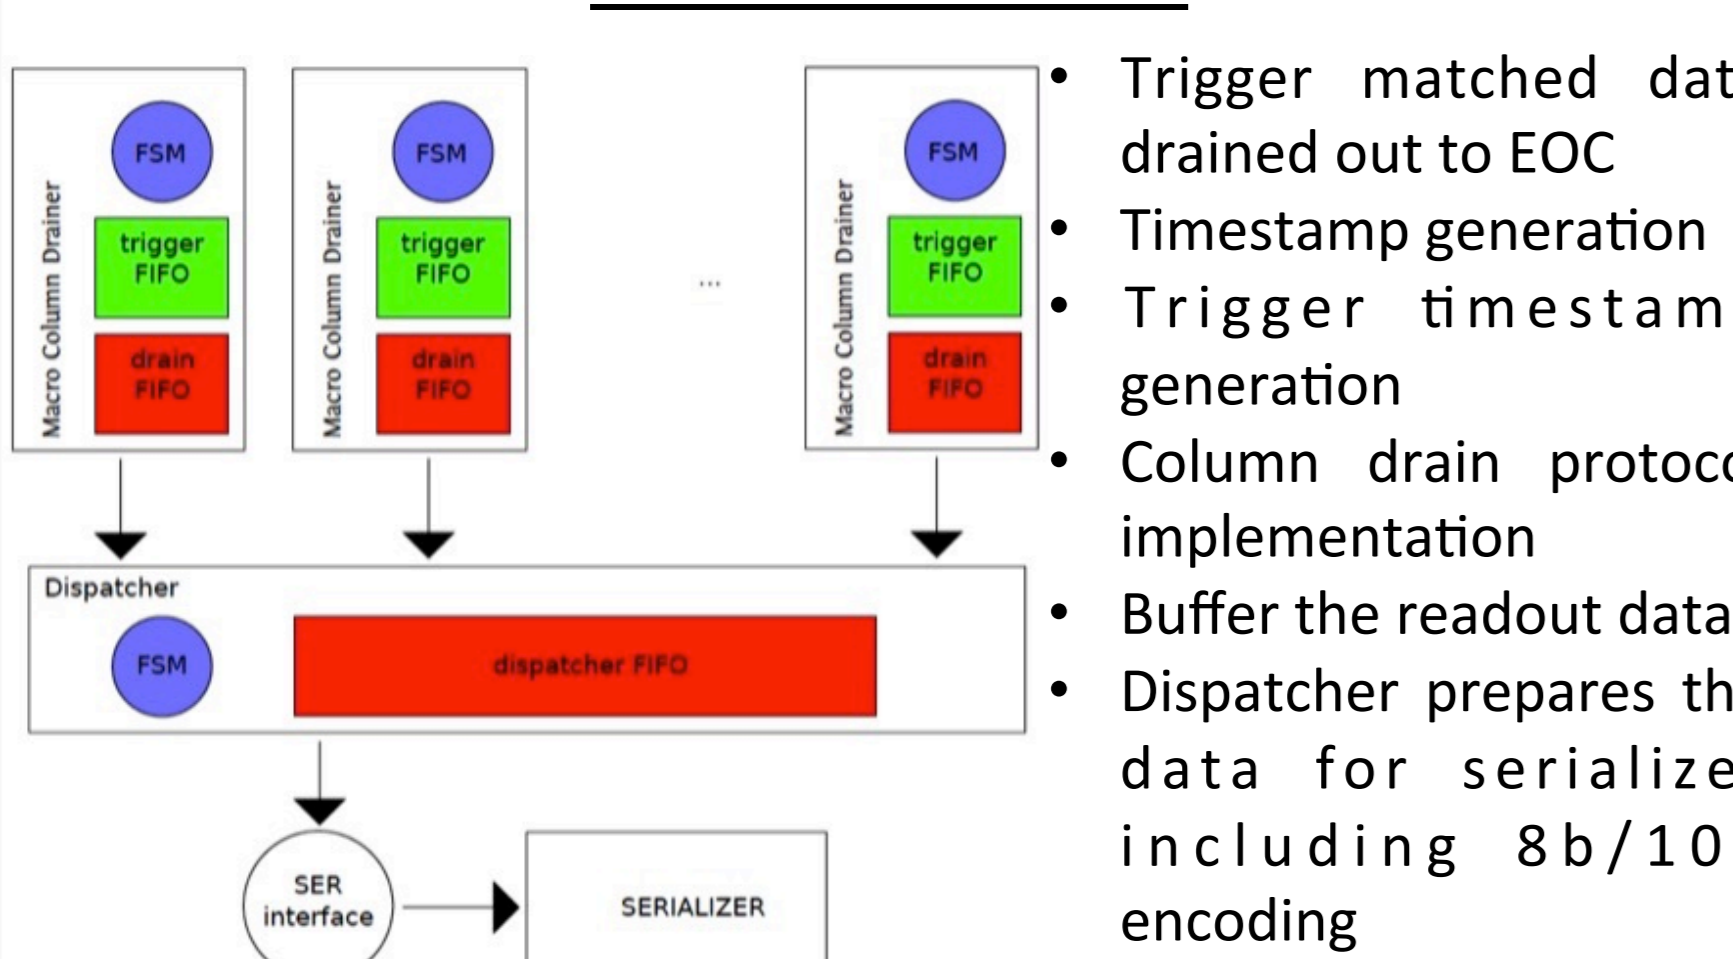 FSM
trigger
FIFO
drain
FIFO
Macro Column Drainer
FSM
trigger
FIFO
drain
FIFO
Macro Column Drainer
...
FSM
trigger
FIFO
drain
FIFO
Macro Column Drainer
Dispatcher
FSM
dispatcher FIFO
SER
interface
SERIALIZER
• Trigger matched dat
drained out to EOC
• Timestamp generation
• Trigger timestam
generation
• Column drain protoco
implementation
• Buffer the readout data
• Dispatcher prepares th
data for serialize
including 8b/10
encoding